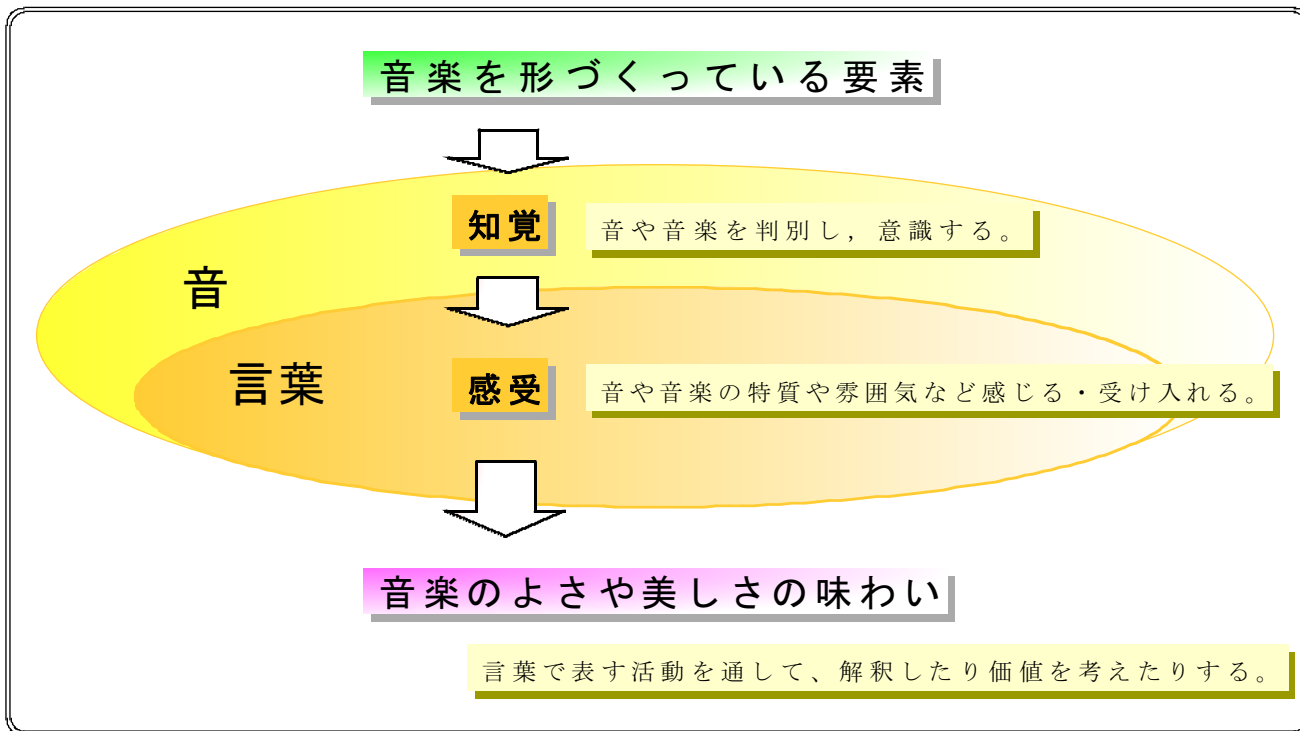 音楽を形づくっている要素
知覚
音や音楽を判別し，意識する。
音
言葉
感受
音や音楽の特質や雰囲気など感じる・受け入れる。
音楽のよさや美しさの味わい
言葉で表す活動を通して、解釈したり価値を考えたりする。